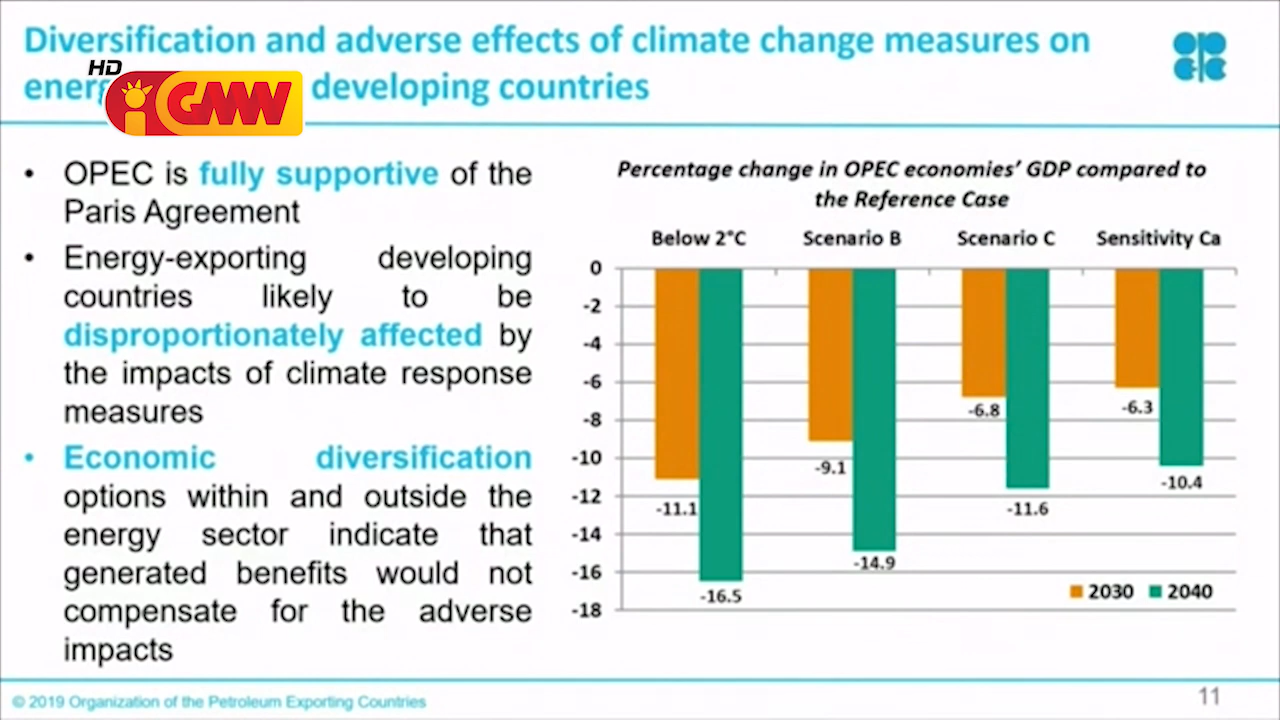 Diversification and adverse effects of climate change measures on
energ developing countries
HD
iGMW
OPEC
• OPEC is fully supportive of the
Paris Agreement
• Energy-exporting developing
countries likely to be
disproportionately affected by
the impacts of climate response
measures
• Economic diversification
options within and outside the
energy sector indicate that
generated benefits would not
compensate for the adverse
impacts
Percentage change in OPEC economies' GDP compared to
the Reference Case
Below 2°C Scenario B Scenario C Sensitivity Ca
0
-2
-4
-6
-8
-10
-12
-14
-16
-18
-11.1
-16.5
-9.1
-14.9
-6.8
-11.6
-6.3
-10.4
2030 2040
© 2019 Organization of the Petroleum Exporting Countries
11